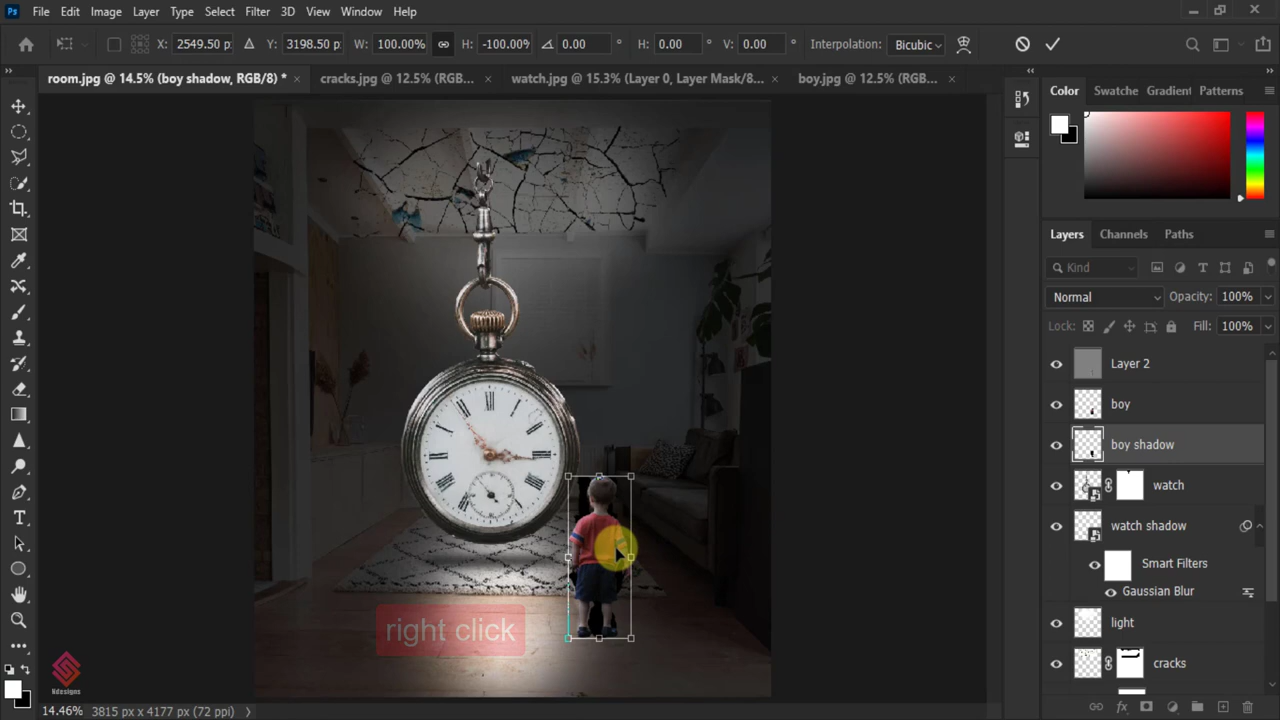 Ps File Edit Image Layer Type Select Filter 3D View Window Help
X: 2549.50 p Y: 3198.50 p W: 100.00% H: -100.00% 0.00 ° H: 0.00 ° V: 0.00 ° Interpolation: Bicubic
room.jpg @ 14.5% (boy shadow, RGB/8) * × cracks.jpg @ 12.5% (RGB... × watch.jpg @ 15.3% (Layer 0, Layer Mask/8... × boy.jpg @ 12.5% (RGB... ×
Color Swatche Gradien Patterns
Layers Channels Paths
Kind
Normal Opacity: 100%
Lock: Fill: 100%
Layer 2
boy
boy shadow
watch
watch shadow
Smart Filters
Gaussian Blur
light
cracks
right click
Hdesigns
14.46% 3815 px x 4177 px (72 ppi)